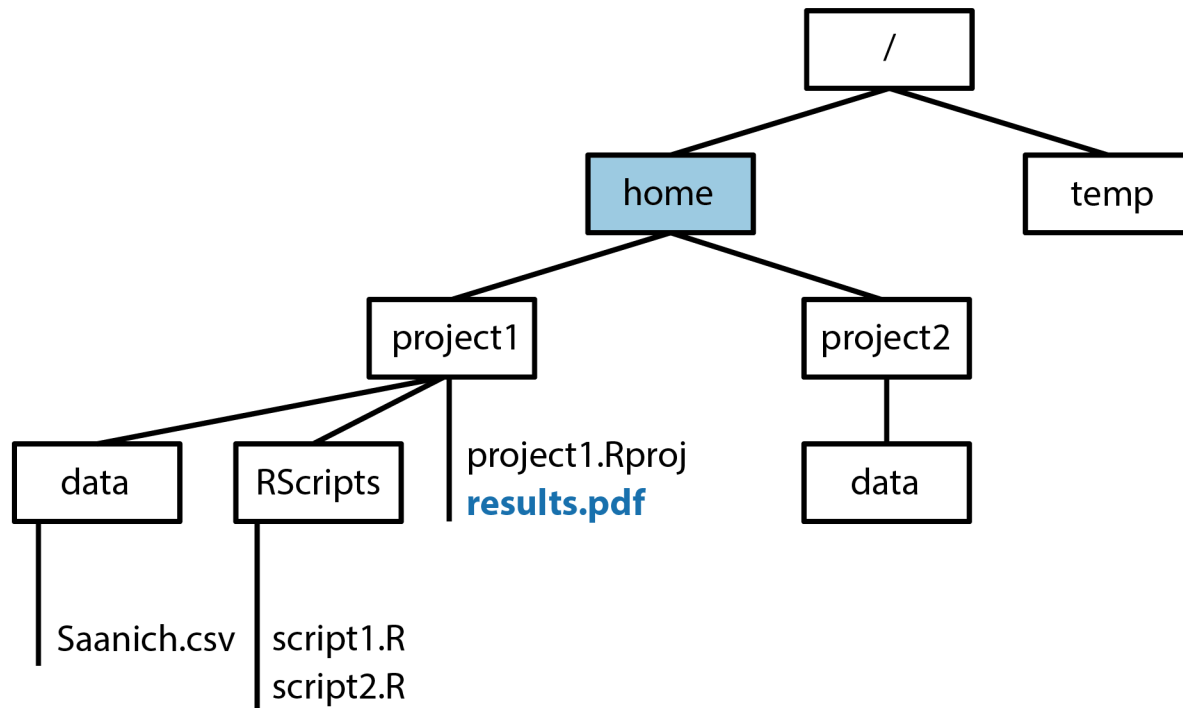 /
home
temp
project1
project2
data
RScripts
project1.Rproj
results.pdf
data
Saanich.csv
script1.R
script2.R